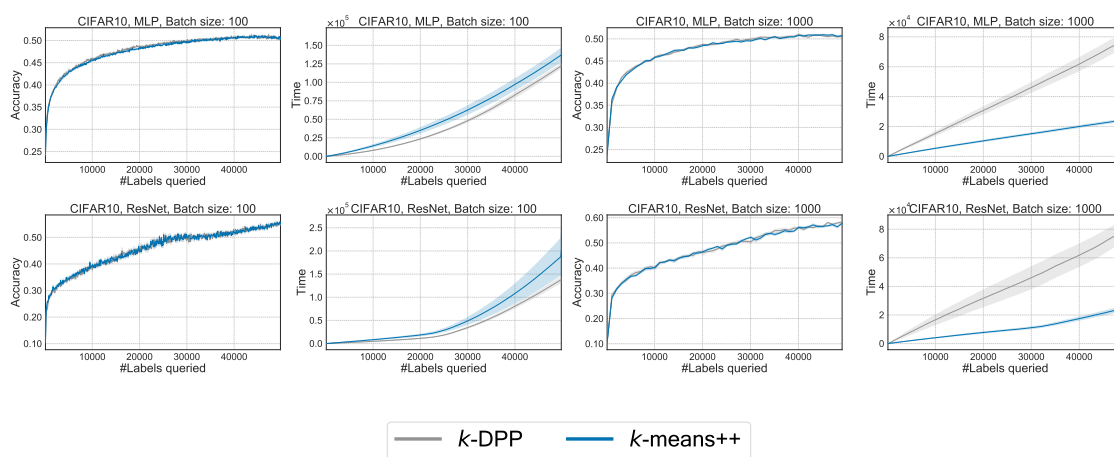 CIFAR10, MLP, Batch size: 100
Accuracy
0.50
0.45
0.40
0.35
0.30
0.25
10000 20000 30000 40000
#Labels queried
CIFAR10, MLP, Batch size: 100
×10⁵
Time
1.50
1.25
1.00
0.75
0.50
0.25
0.00
10000 20000 30000 40000
#Labels queried
CIFAR10, MLP, Batch size: 1000
Accuracy
0.50
0.45
0.40
0.35
0.30
0.25
10000 20000 30000 40000
#Labels queried
CIFAR10, MLP, Batch size: 1000
×10⁴
Time
8
6
4
2
0
10000 20000 30000 40000
#Labels queried
CIFAR10, ResNet, Batch size: 100
Accuracy
0.50
0.40
0.30
0.20
0.10
10000 20000 30000 40000
#Labels queried
CIFAR10, ResNet, Batch size: 100
×10⁵
Time
2.5
2.0
1.5
1.0
0.5
0.0
10000 20000 30000 40000
#Labels queried
CIFAR10, ResNet, Batch size: 1000
Accuracy
0.60
0.50
0.40
0.30
0.20
0.10
10000 20000 30000 40000
#Labels queried
CIFAR10, ResNet, Batch size: 1000
×10⁴
Time
8
6
4
2
0
10000 20000 30000 40000
#Labels queried
k-DPP k-means++